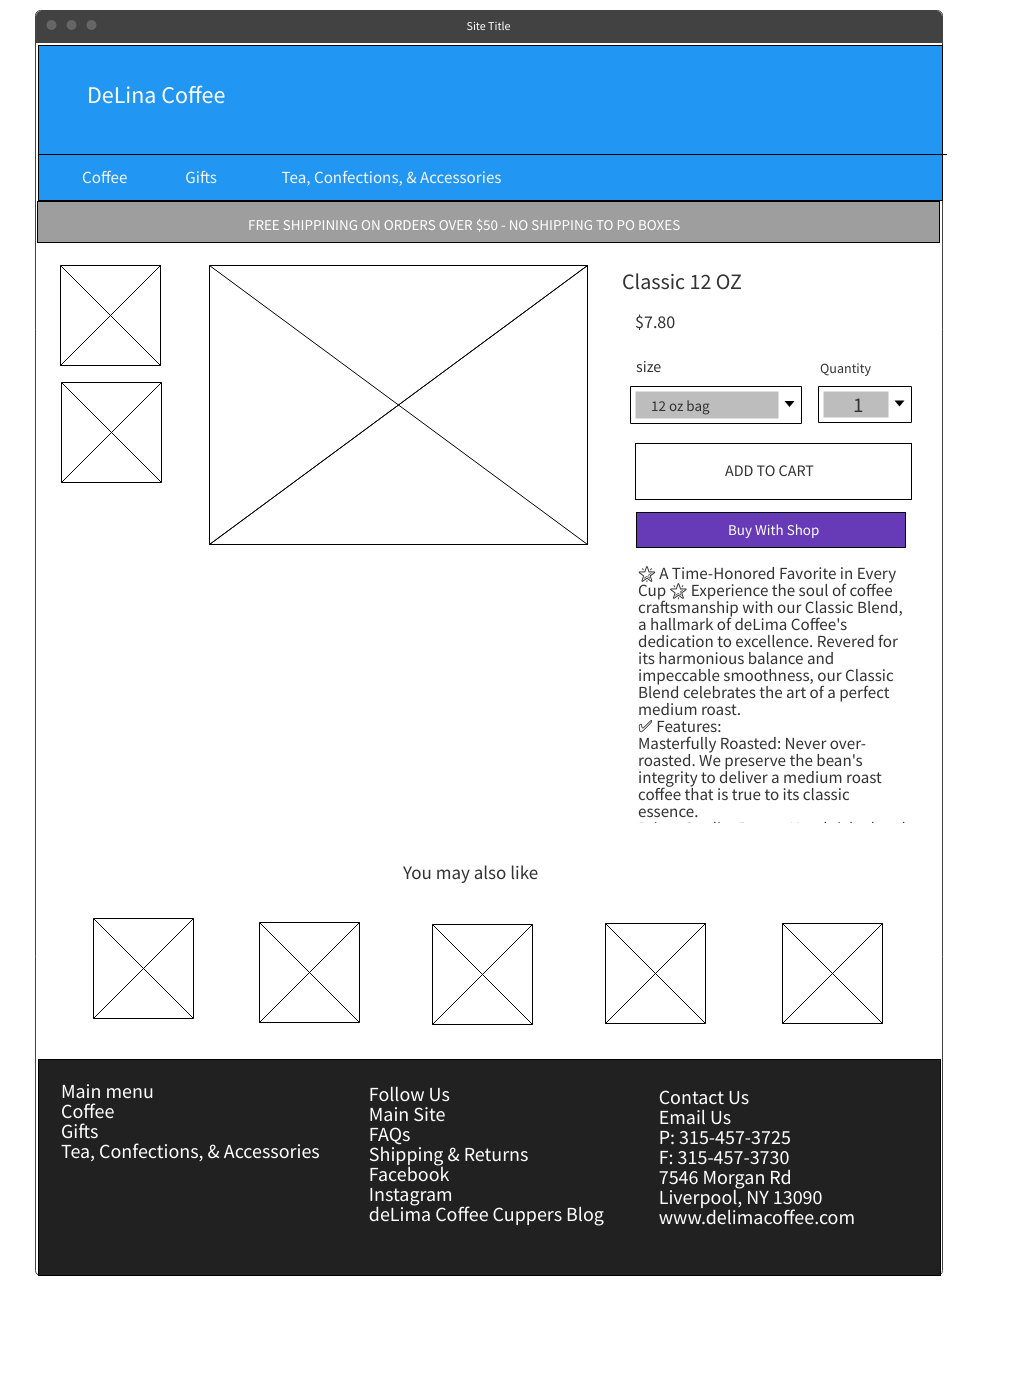 Site Title
DeLina Coffee
Coffee
Gifts
Tea, Confections, & Accessories
FREE SHIPPINING ON ORDERS OVER $50 - NO SHIPPING TO PO BOXES
Classic 12 OZ
$7.80
size
Quantity
12 oz bag
1
ADD TO CART
Buy With Shop
🌟 A Time-Honored Favorite in Every
Cup 🌟 Experience the soul of coffee
craftsmanship with our Classic Blend,
a hallmark of deLima Coffee's
dedication to excellence. Revered for
its harmonious balance and
impeccable smoothness, our Classic
Blend celebrates the art of a perfect
medium roast.
✅ Features:
Masterfully Roasted: Never over-
roasted. We preserve the bean's
integrity to deliver a medium roast
coffee that is true to its classic
essence.
You may also like
Main menu
Coffee
Gifts
Tea, Confections, & Accessories
Follow Us
Main Site
FAQs
Shipping & Returns
Facebook
Instagram
deLima Coffee Cuppers Blog
Contact Us
Email Us
P: 315-457-3725
F: 315-457-3730
7546 Morgan Rd
Liverpool, NY 13090
www.delimacoffee.com